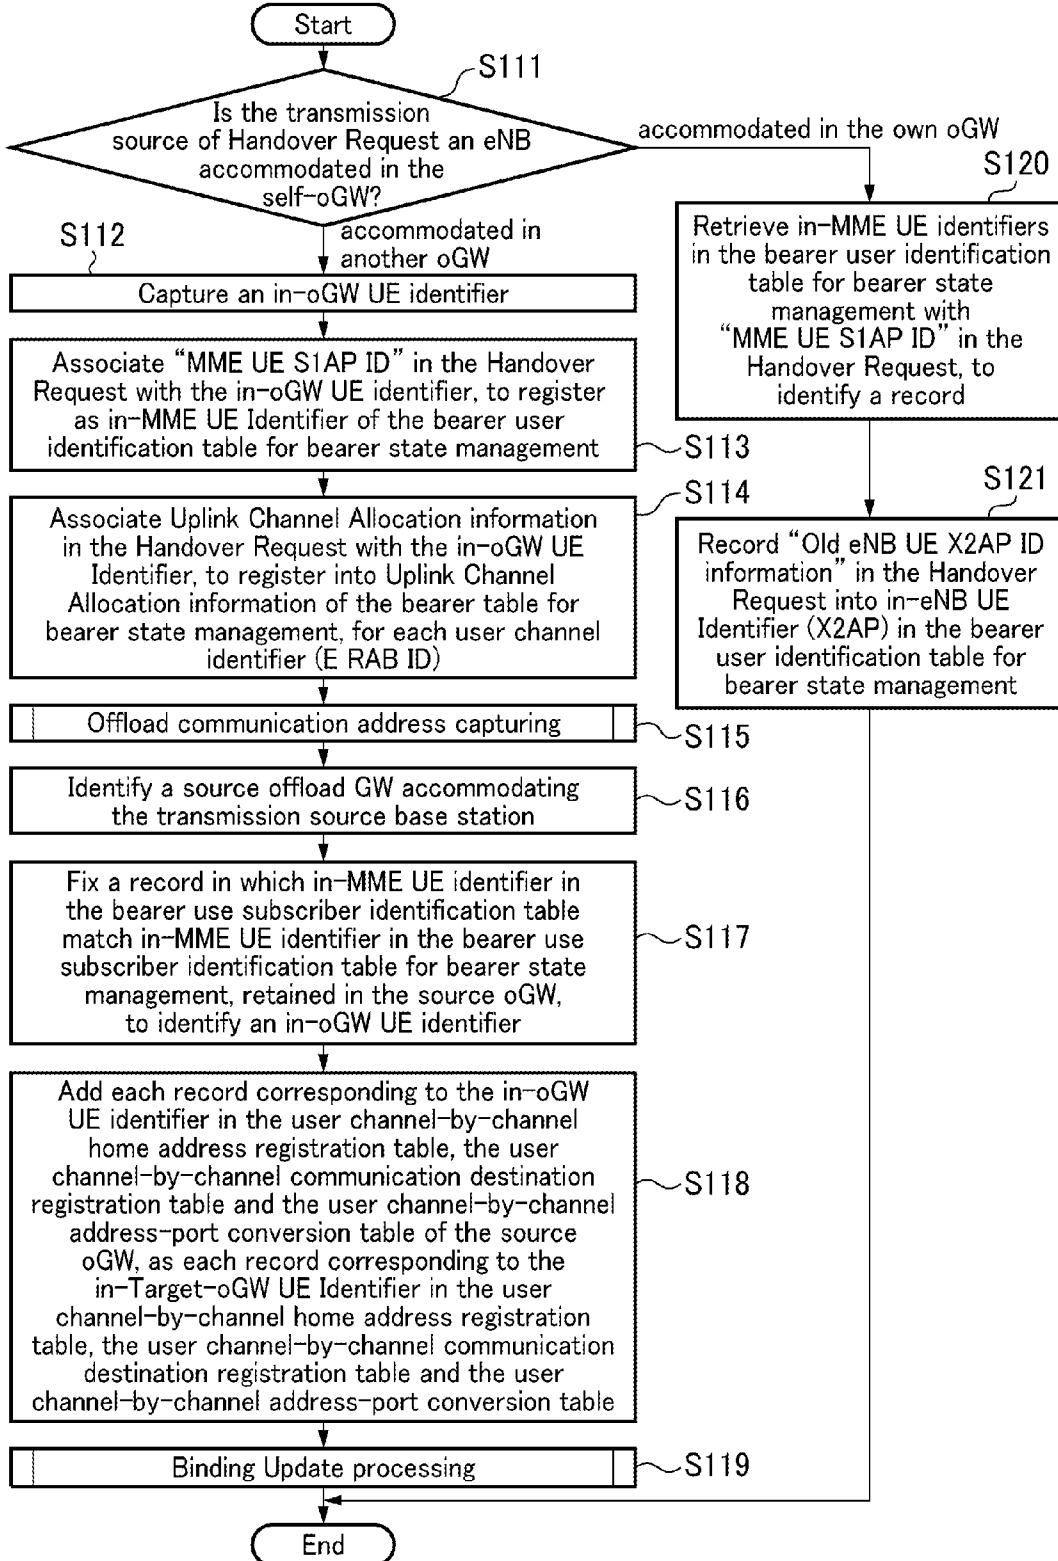 Start
S111
Is the transmission
source of Handover Request an eNB
accommodated in the
self-oGW?
accommodated in the own oGW
S120
Retrieve in-MME UE identifiers
in the bearer user identification
table for bearer state
management with
“MME UE S1AP ID” in the
Handover Request, to
identify a record
S112
accommodated in
another oGW
Capture an in-oGW UE identifier
Associate “MME UE S1AP ID” in the Handover
Request with the in-oGW UE identifier, to register
as in-MME UE Identifier of the bearer user
identification table for bearer state management
S113
S121
Record “Old eNB UE X2AP ID
information” in the Handover
Request into in-eNB UE
Identifier (X2AP) in the bearer
user identification table for
bearer state management
S114
Associate Uplink Channel Allocation information
in the Handover Request with the in-oGW UE
Identifier, to register into Uplink Channel
Allocation information of the bearer table for
bearer state management, for each user channel
identifier (E RAB ID)
Offload communication address capturing
S115
Identify a source offload GW accommodating
the transmission source base station
S116
Fix a record in which in-MME UE identifier in
the bearer use subscriber identification table
match in-MME UE identifier in the bearer use
subscriber identification table for bearer state
management, retained in the source oGW,
to identify an in-oGW UE identifier
S117
Add each record corresponding to the in-oGW
UE identifier in the user channel-by-channel
home address registration table, the user
channel-by-channel communication destination
registration table and the user channel-by-channel
address-port conversion table of the source
oGW, as each record corresponding to the
in-Target-oGW UE Identifier in the user
channel-by-channel home address registration
table, the user channel-by-channel communication
destination registration table and the user
channel-by-channel address-port conversion table
S118
Binding Update processing
S119
End